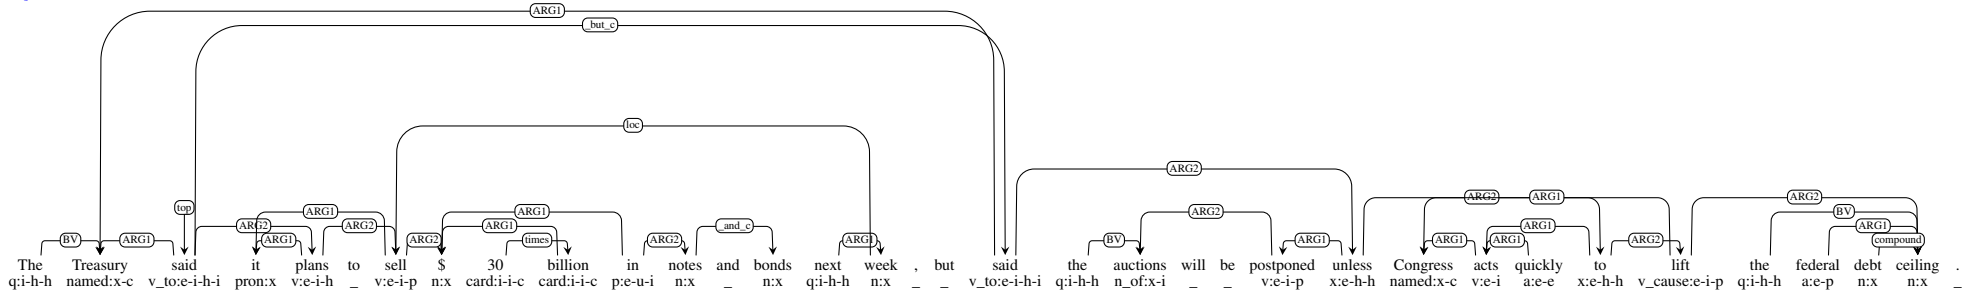 ARG1
_but_c
loc
ARG2
top ARG1 ARG1 ARG2 ARG1 ARG2
ARG2 ARG2 ARG1 _and_c ARG2 ARG1 BV
ARG1
BV ARG1 ARG1 ARG2 times ARG2 ARG1 BV ARG1 ARG1 ARG1 ARG2 compound
The Treasury said it plans to sell $ 30 billion in notes and bonds next week , but said the auctions will be postponed unless Congress acts quickly to lift the federal debt ceiling .
q:i-h-h named:x-c v_to:e-i-h-i pron:x v:e-i-h _ v:e-i-p n:x card:i-i-c card:i-i-c p:e-u-i n:x _ n:x q:i-h-h n:x _ _ v_to:e-i-h-i q:i-h-h n_of:x-i _ _ v:e-i-p x:e-h-h named:x-c v:e-i a:e-e x:e-h-h v_cause:e-i-p q:i-h-h a:e-p n:x n:x _